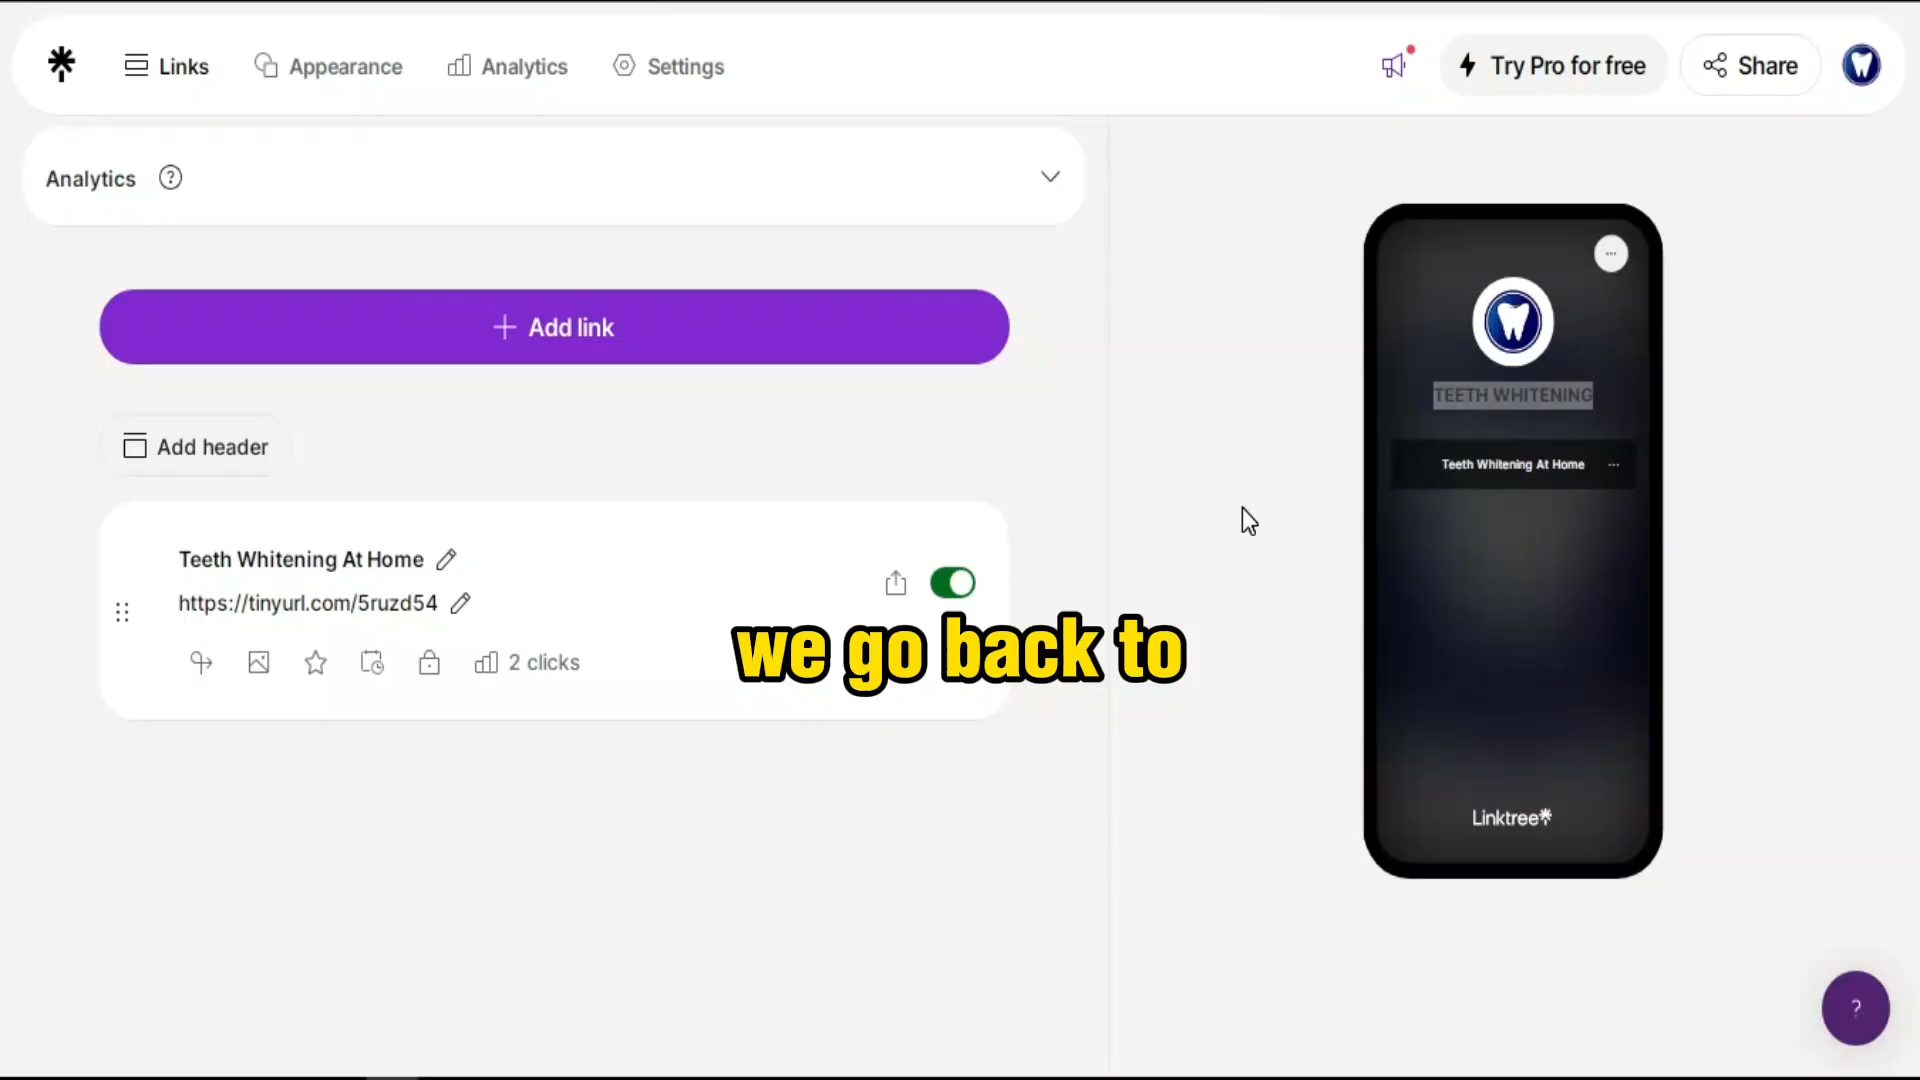 Links
Appearance
Analytics
Settings
Try Pro for free
Share
Analytics ?
+ Add link
Add header
Teeth Whitening At Home
https://tinyurl.com/5ruzd54
2 clicks
we go back to
TEETH WHITENING
Teeth Whitening At Home
Linktree
?